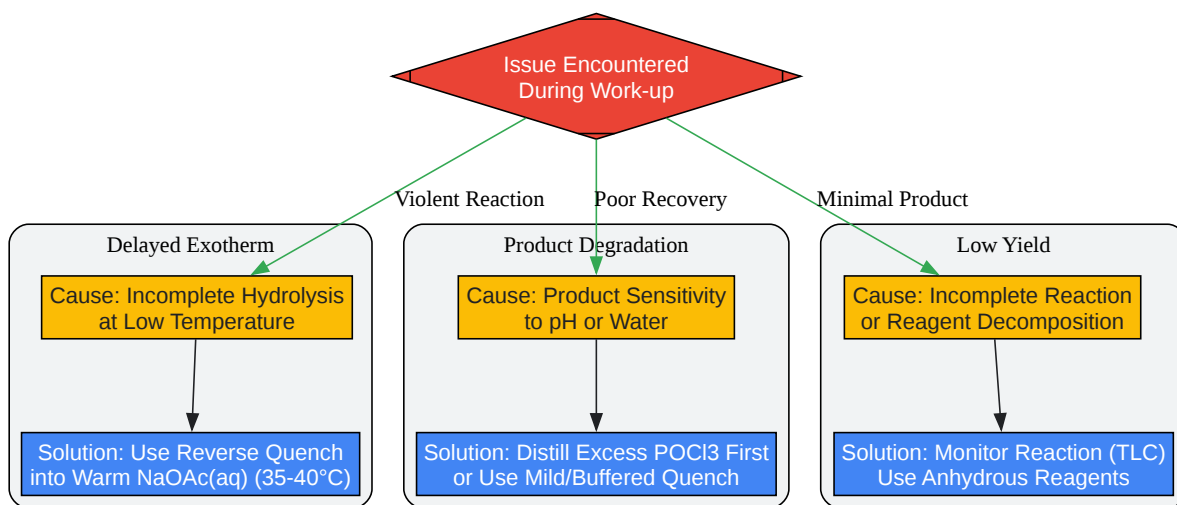 Issue Encountered
During Work-up
Violent Reaction
Poor Recovery
Minimal Product
Delayed Exotherm
Cause: Incomplete Hydrolysis
at Low Temperature
Solution: Use Reverse Quench
into Warm NaOAc(aq) (35-40°C)
Product Degradation
Cause: Product Sensitivity
to pH or Water
Solution: Distill Excess POCl3 First
or Use Mild/Buffered Quench
Low Yield
Cause: Incomplete Reaction
or Reagent Decomposition
Solution: Monitor Reaction (TLC)
Use Anhydrous Reagents